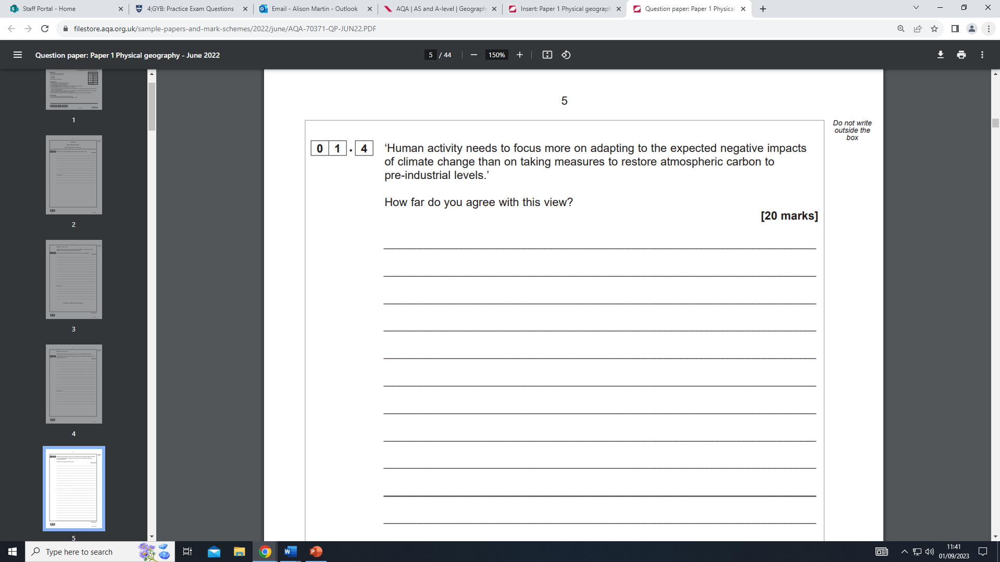 Staff Portal - Home
4;GYB: Practice Exam Questions
Email - Alison Martin - Outlook
AQA | AS and A-level | Geograph
Insert: Paper 1 Physical geograph
Question paper: Paper 1 Physical
filestore.aqa.org.uk/sample-papers-and-mark-schemes/2022/june/AQA-70371-QP-JUN22.PDF
Question paper: Paper 1 Physical geography - June 2022
5 / 44
150%
1
2
3
4
5
5
Do not write
outside the
box
0 1 . 4
‘Human activity needs to focus more on adapting to the expected negative impacts
of climate change than on taking measures to restore atmospheric carbon to
pre-industrial levels.’
How far do you agree with this view?
[20 marks]
Type here to search
11:41
01/09/2023